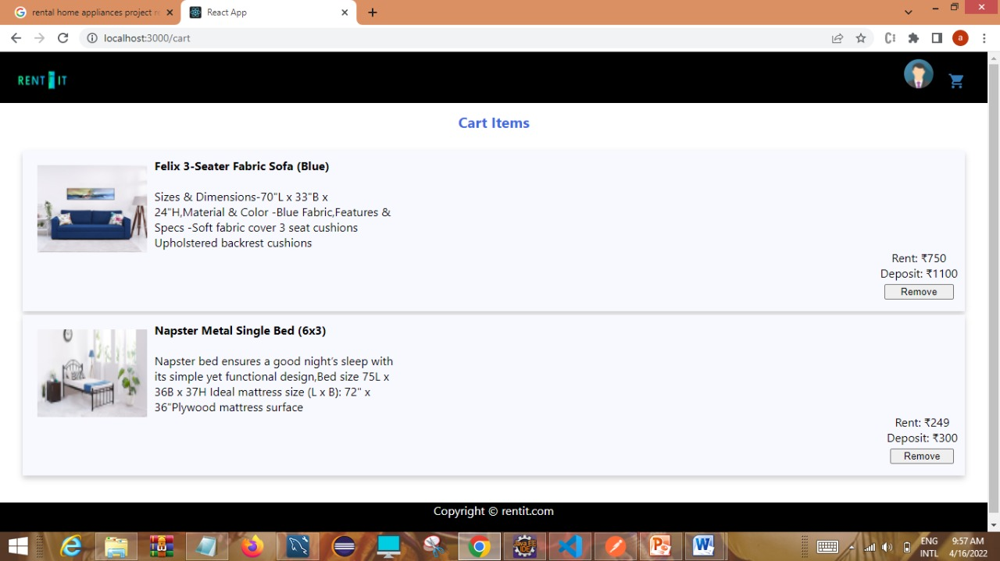 rental home appliances project r
React App
localhost:3000/cart
a
RENT IT
Cart Items
Felix 3-Seater Fabric Sofa (Blue)
Sizes & Dimensions-70"L x 33"B x
24"H,Material & Color -Blue Fabric,Features &
Specs -Soft fabric cover 3 seat cushions
Upholstered backrest cushions
Rent: ₹750
Deposit: ₹1100
Remove
Napster Metal Single Bed (6x3)
Napster bed ensures a good night’s sleep with
its simple yet functional design,Bed size 75L x
36B x 37H Ideal mattress size (L x B): 72" x
36"Plywood mattress surface
Rent: ₹249
Deposit: ₹300
Remove
Copyright © rentit.com
Java EE
IDE
ENG
INTL
9:57 AM
4/16/2022